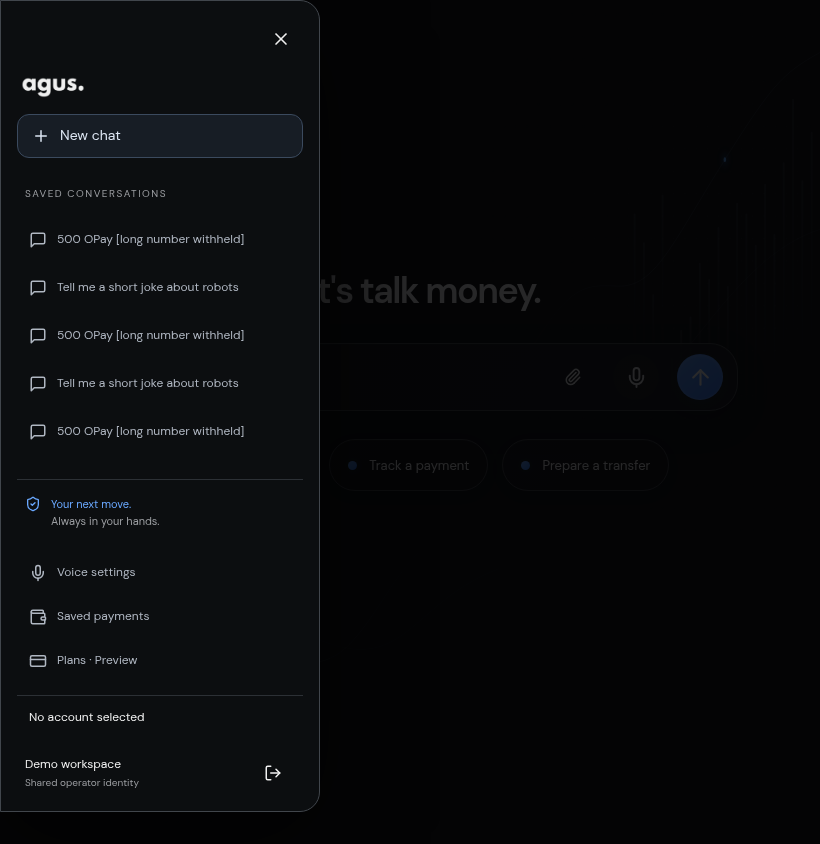 agus.
New chat
SAVED CONVERSATIONS
500 OPay [long number withheld]
Tell me a short joke about robots
500 OPay [long number withheld]
Tell me a short joke about robots
500 OPay [long number withheld]
Your next move.
Always in your hands.
Voice settings
Saved payments
Plans · Preview
No account selected
Demo workspace
Shared operator identity
t's talk money.
Track a payment
Prepare a transfer